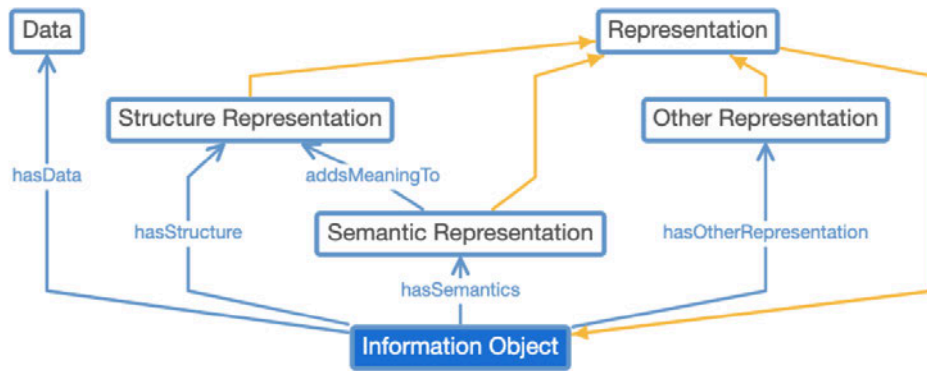 Data
Representation
Structure Representation
Other Representation
hasData
addsMeaningTo
hasStructure
Semantic Representation
hasOtherRepresentation
hasSemantics
Information Object